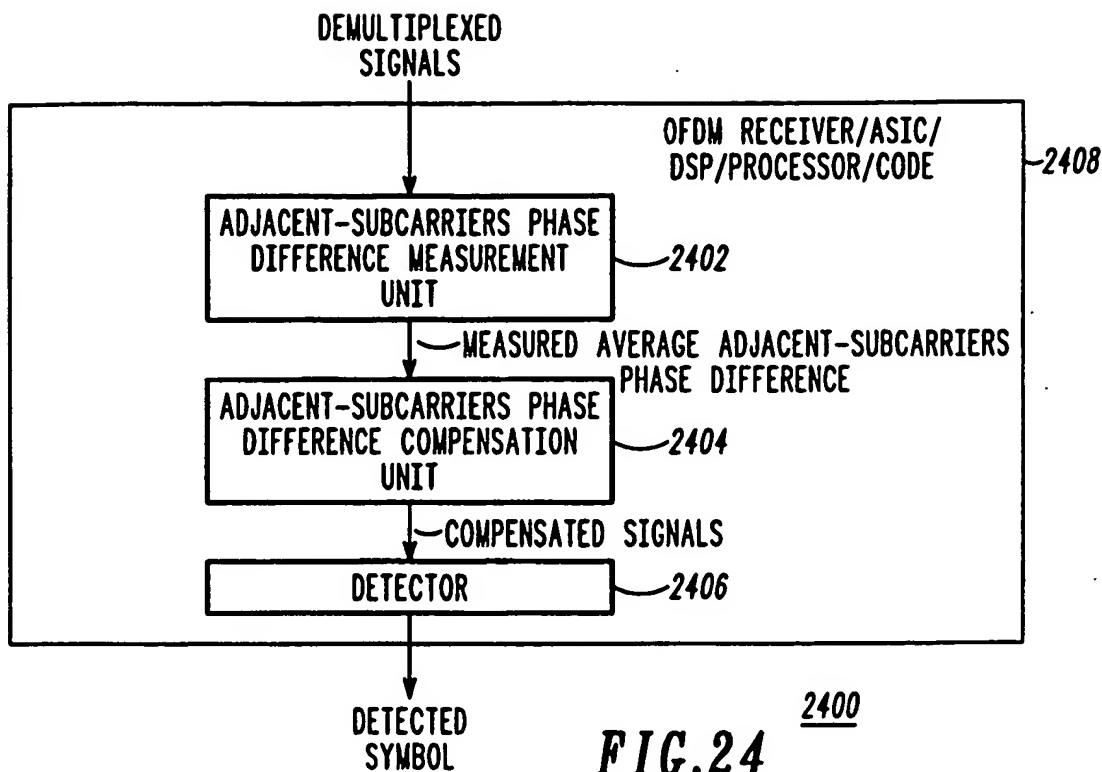 DEMULTIPLEXED
SIGNALS
OFDM RECEIVER/ASIC/
DSP/PROCESSOR/CODE
2408
ADJACENT-SUBCARRIERS PHASE
DIFFERENCE MEASUREMENT
UNIT
2402
MEASURED AVERAGE ADJACENT-SUBCARRIERS
PHASE DIFFERENCE
ADJACENT-SUBCARRIERS PHASE
DIFFERENCE COMPENSATION
UNIT
2404
COMPENSATED SIGNALS
DETECTOR
2406
DETECTED
SYMBOL
2400
FIG.24